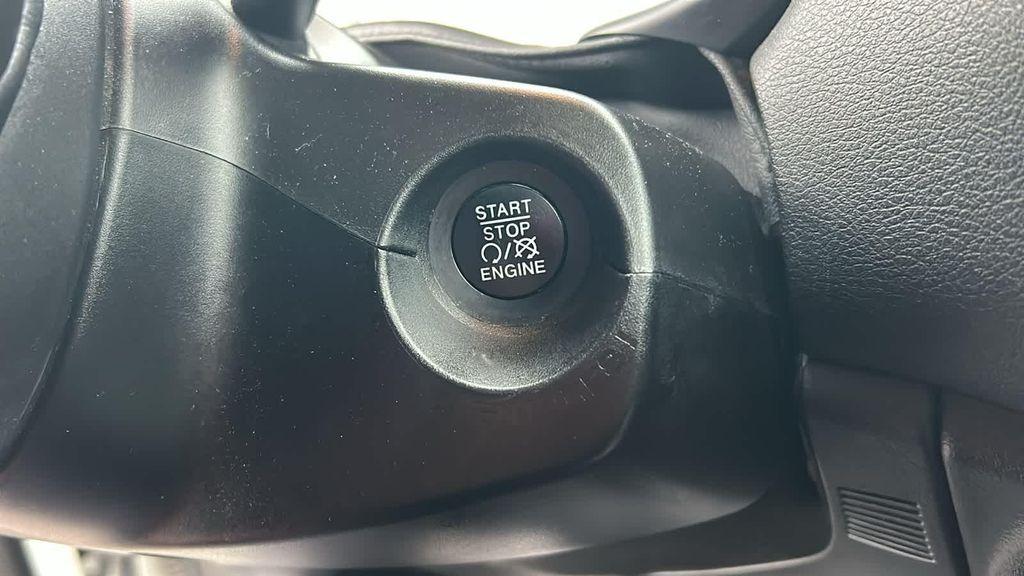 START
STOP
/
ENGINE